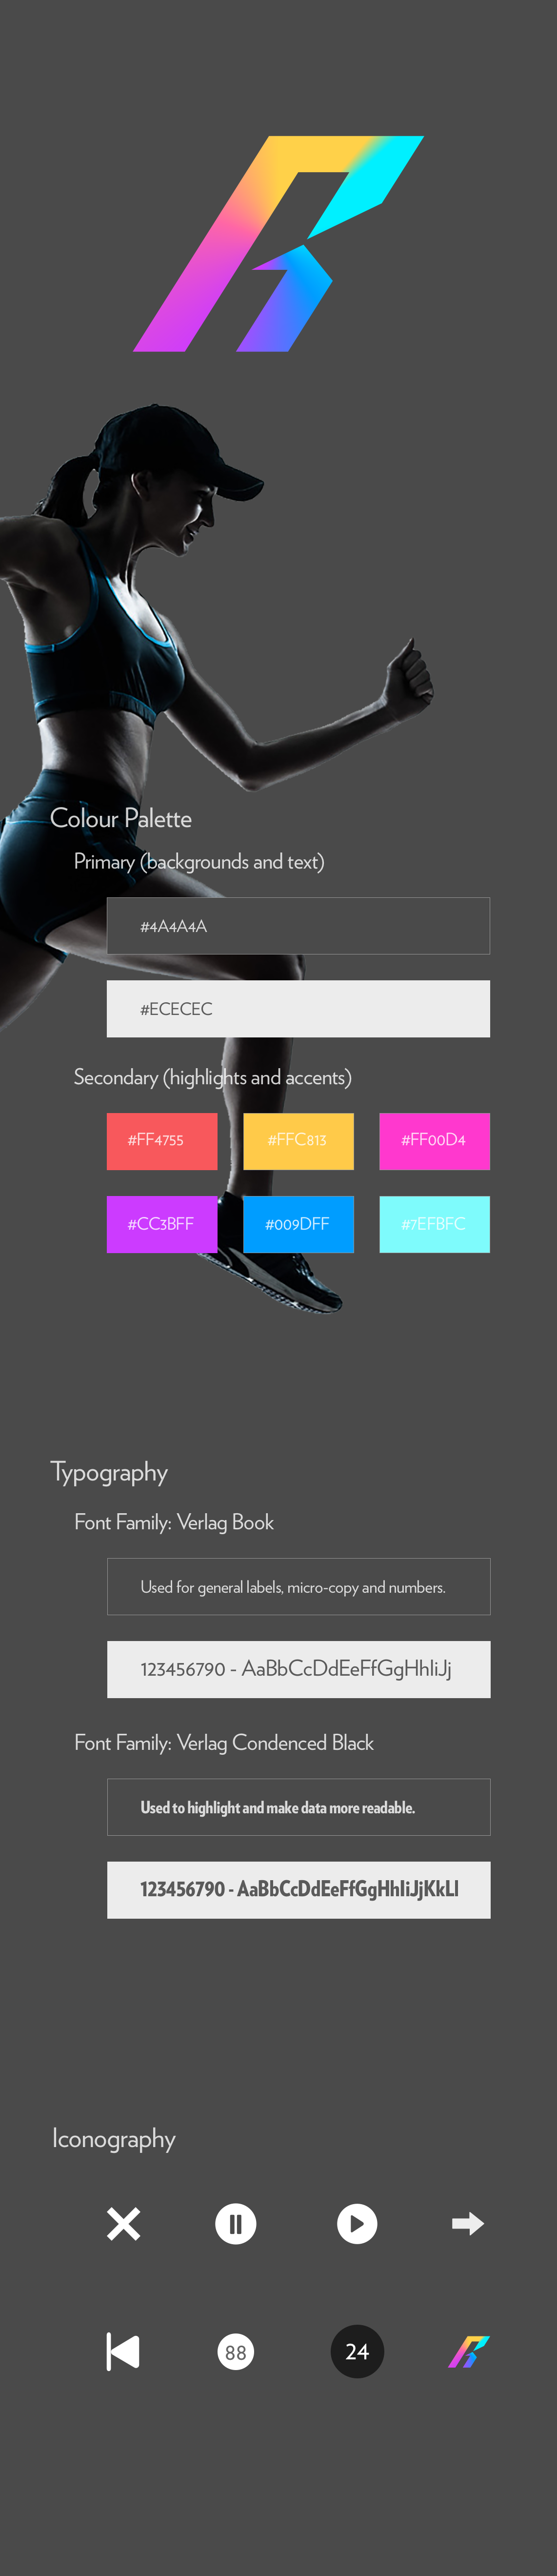 Colour Palette
Primary (backgrounds and text)
#4A4A4A
#ECECEC
Secondary (highlights and accents)
#FF4755
#FFC813
#FF00D4
#CC3BFF
#009DFF
#7EFBFC
Typography
Font Family: Verlag Book
Used for general labels, micro-copy and numbers.
123456790 - AaBbCcDdEeFfGgHhIiJj
Font Family: Verlag Condenced Black
Used to highlight and make data more readable.
123456790 - AaBbCcDdEeFfGgHhIiJjKkLl
Iconography
88
24